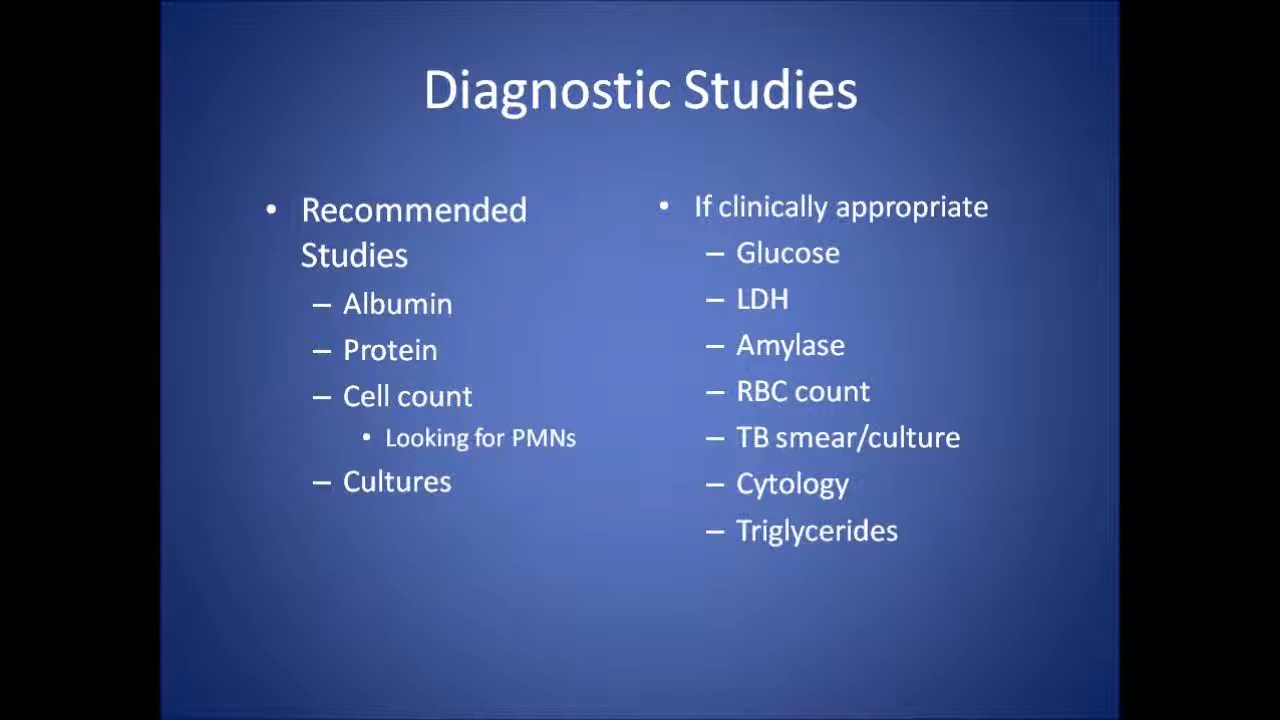 Diagnostic Studies
• Recommended
Studies
– Albumin
– Protein
– Cell count
• Looking for PMNs
– Cultures
• If clinically appropriate
– Glucose
– LDH
– Amylase
– RBC count
– TB smear/culture
– Cytology
– Triglycerides